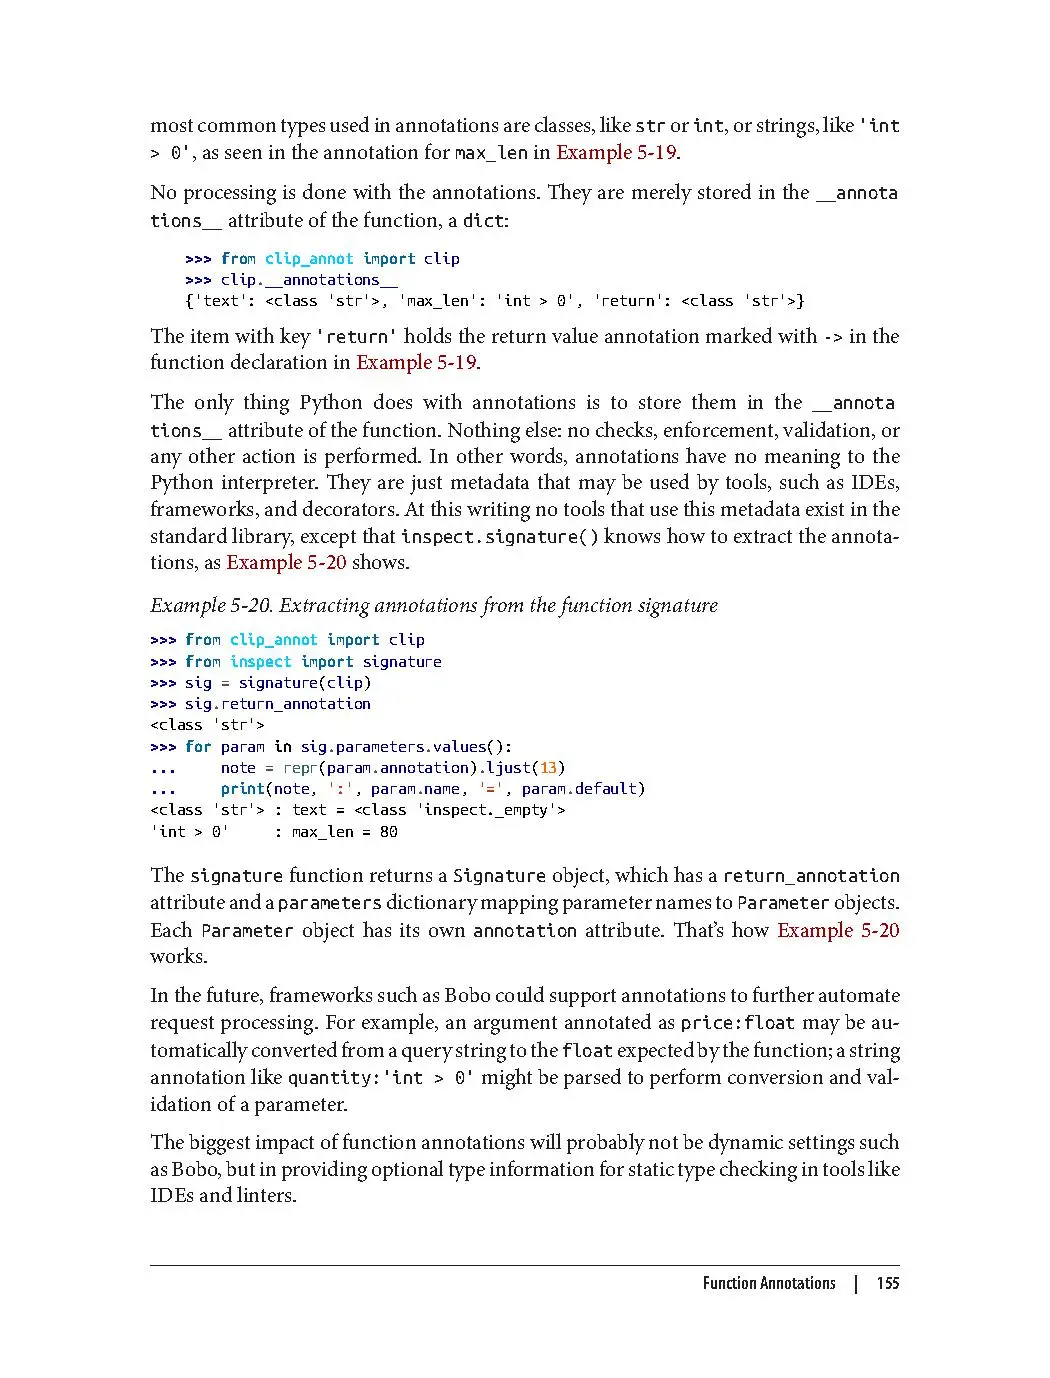 most common types used in annotations are classes, like str or int, or strings, like 'int
> 0', as seen in the annotation for max_len in Example 5-19.
No processing is done with the annotations. They are merely stored in the __annota
tions__ attribute of the function, a dict:
>>> from clip_annot import clip
>>> clip.__annotations__
{'text': <class 'str'>, 'max_len': 'int > 0', 'return': <class 'str'>}
The item with key 'return' holds the return value annotation marked with -> in the
function declaration in Example 5-19.
The only thing Python does with annotations is to store them in the __annota
tions__ attribute of the function. Nothing else: no checks, enforcement, validation, or
any other action is performed. In other words, annotations have no meaning to the
Python interpreter. They are just metadata that may be used by tools, such as IDEs,
frameworks, and decorators. At this writing no tools that use this metadata exist in the
standard library, except that inspect.signature() knows how to extract the annota-
tions, as Example 5-20 shows.
Example 5-20. Extracting annotations from the function signature
>>> from clip_annot import clip
>>> from inspect import signature
>>> sig = signature(clip)
>>> sig.return_annotation
<class 'str'>
>>> for param in sig.parameters.values():
...     note = repr(param.annotation).ljust(13)
...     print(note, ':', param.name, '=', param.default)
<class 'str'> : text = <class 'inspect._empty'>
'int > 0'     : max_len = 80
The signature function returns a Signature object, which has a return_annotation
attribute and a parameters dictionary mapping parameter names to Parameter objects.
Each Parameter object has its own annotation attribute. That's how Example 5-20
works.
In the future, frameworks such as Bobo could support annotations to further automate
request processing. For example, an argument annotated as price:float may be au-
tomatically converted from a query string to the float expected by the function; a string
annotation like quantity:'int > 0' might be parsed to perform conversion and val-
idation of a parameter.
The biggest impact of function annotations will probably not be dynamic settings such
as Bobo, but in providing optional type information for static type checking in tools like
IDEs and linters.
Function Annotations | 155